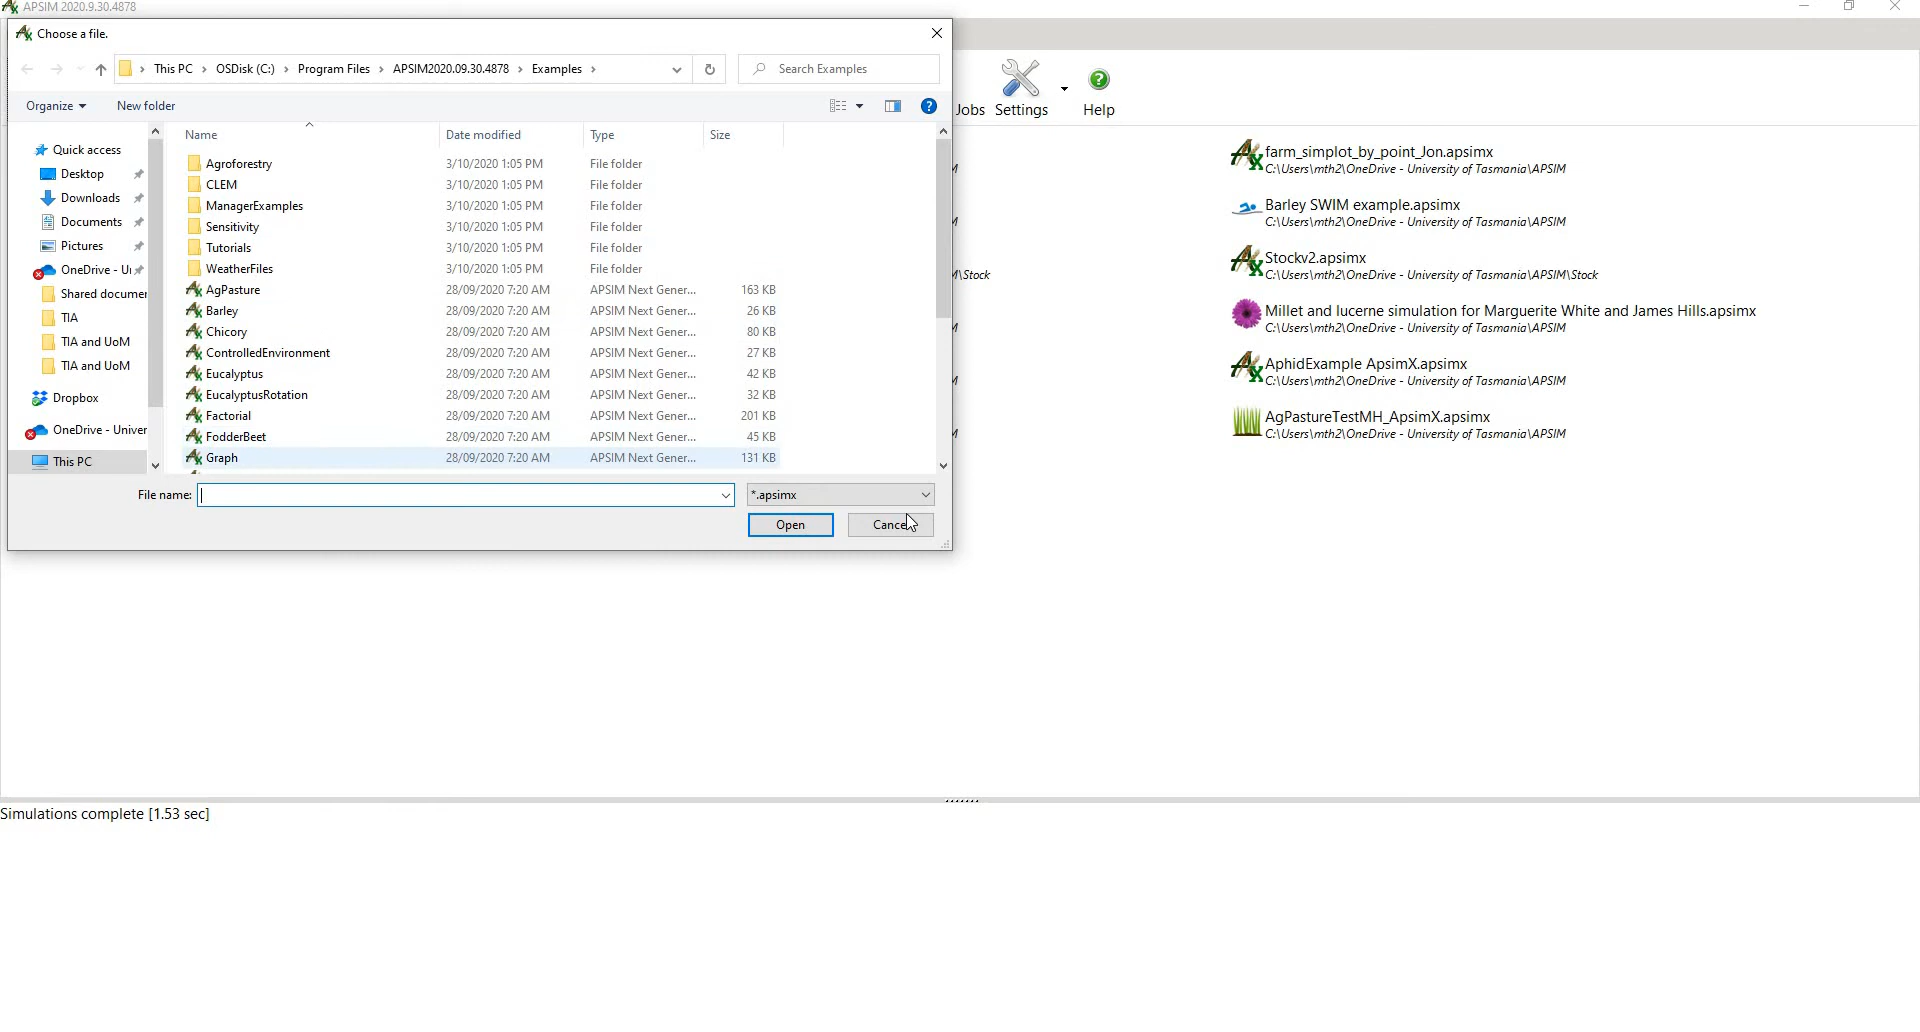 APSIM 2020.9.30.4878
Choose a file.
This PC > OSDisk (C:) > Program Files > APSIM2020.09.30.4878 > Examples >
Search Examples
Organize
New folder
Jobs
Settings
Help
Quick access
Desktop
Downloads
Documents
Pictures
OneDrive - Ur
Shared documer
TIA
TIA and UoM
TIA and UoM
Dropbox
OneDrive - Univer
This PC
Name Date modified Type Size
Agroforestry 3/10/2020 1:05 PM File folder
CLEM 3/10/2020 1:05 PM File folder
ManagerExamples 3/10/2020 1:05 PM File folder
Sensitivity 3/10/2020 1:05 PM File folder
Tutorials 3/10/2020 1:05 PM File folder
WeatherFiles 3/10/2020 1:05 PM File folder
AgPasture 28/09/2020 7:20 AM APSIM Next Gener... 163 KB
Barley 28/09/2020 7:20 AM APSIM Next Gener... 26 KB
Chicory 28/09/2020 7:20 AM APSIM Next Gener... 80 KB
ControlledEnvironment 28/09/2020 7:20 AM APSIM Next Gener... 27 KB
Eucalyptus 28/09/2020 7:20 AM APSIM Next Gener... 42 KB
EucalyptusRotation 28/09/2020 7:20 AM APSIM Next Gener... 32 KB
Factorial 28/09/2020 7:20 AM APSIM Next Gener... 201 KB
FodderBeet 28/09/2020 7:20 AM APSIM Next Gener... 45 KB
Graph 28/09/2020 7:20 AM APSIM Next Gener... 131 KB
File name:
*.apsimx
Open
Cancel
M\Stock
farm_simplot_by_point_Jon.apsimx
C:\Users\mth2\OneDrive - University of Tasmania\APSIM
Barley SWIM example.apsimx
C:\Users\mth2\OneDrive - University of Tasmania\APSIM
Stockv2.apsimx
C:\Users\mth2\OneDrive - University of Tasmania\APSIM\Stock
Millet and lucerne simulation for Marguerite White and James Hills.apsimx
C:\Users\mth2\OneDrive - University of Tasmania\APSIM
AphidExample ApsimX.apsimx
C:\Users\mth2\OneDrive - University of Tasmania\APSIM
AgPastureTestMH_ApsimX.apsimx
C:\Users\mth2\OneDrive - University of Tasmania\APSIM
Simulations complete [1.53 sec]